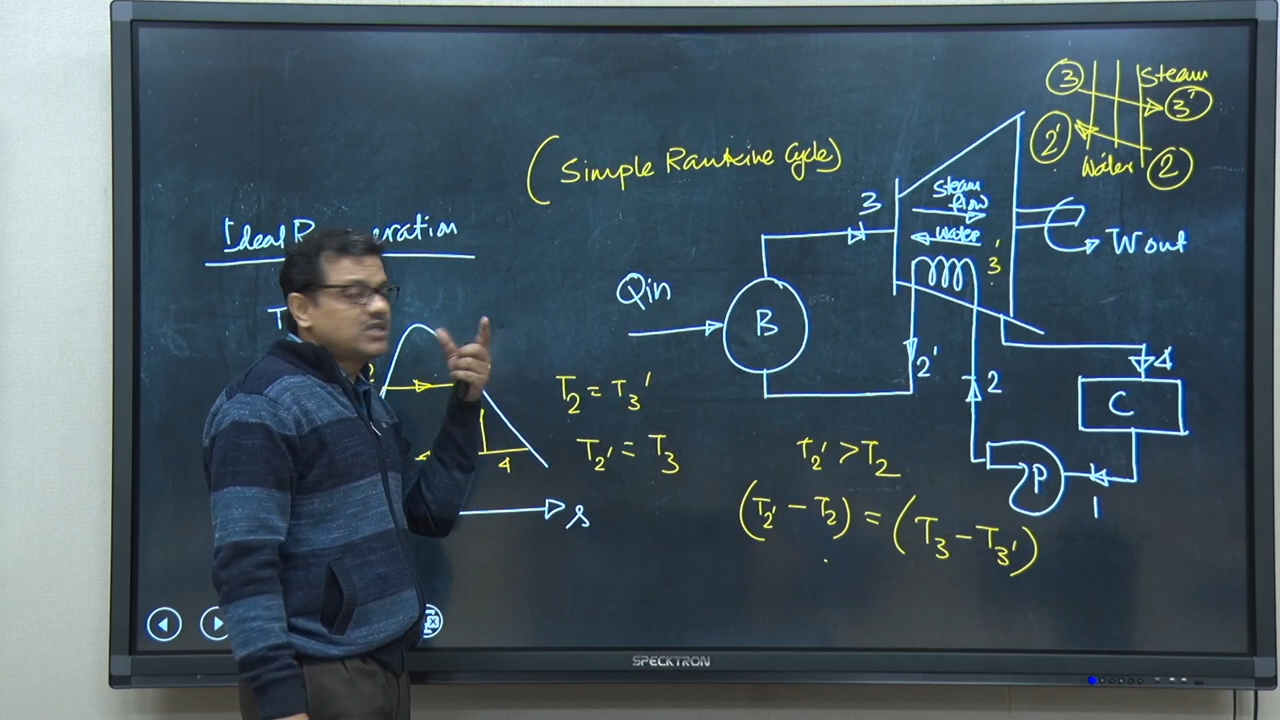 Steam
3
3'
2'
Water
2
(Simple Rankine Cycle)
3
Steam flow
Water
3'
Wout
Ideal
T
Qin
B
2'
2
4
C
T2 = T3'
T2' = T3
4
s
T2' > T2
P
1
(T2' - T2) = (T3 - T3')
SPECKTRON